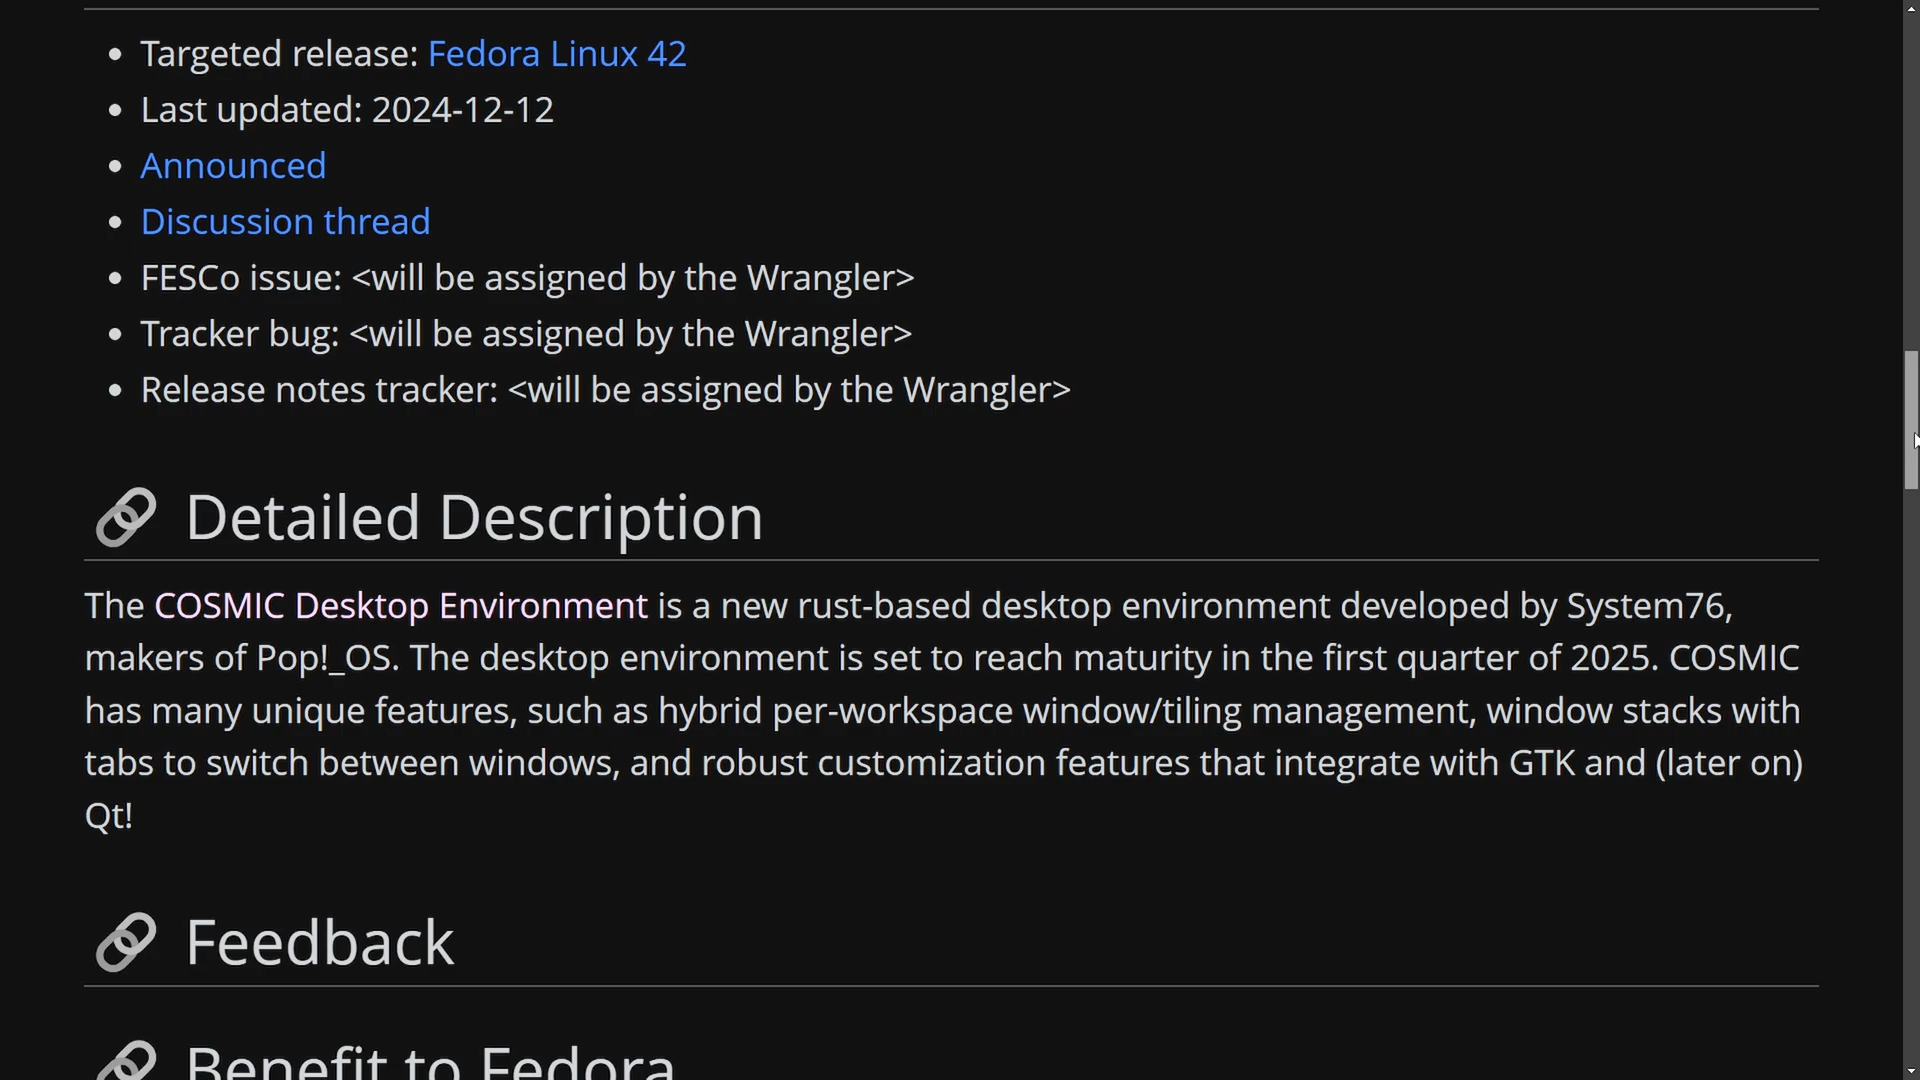 Targeted release: Fedora Linux 42
Last updated: 2024-12-12
Announced
Discussion thread
FESCo issue: <will be assigned by the Wrangler>
Tracker bug: <will be assigned by the Wrangler>
Release notes tracker: <will be assigned by the Wrangler>
Detailed Description
The COSMIC Desktop Environment is a new rust-based desktop environment developed by System76,
makers of Pop!_OS. The desktop environment is set to reach maturity in the first quarter of 2025. COSMIC
has many unique features, such as hybrid per-workspace window/tiling management, window stacks with
tabs to switch between windows, and robust customization features that integrate with GTK and (later on)
Qt!
Feedback
Benefit to Fedora